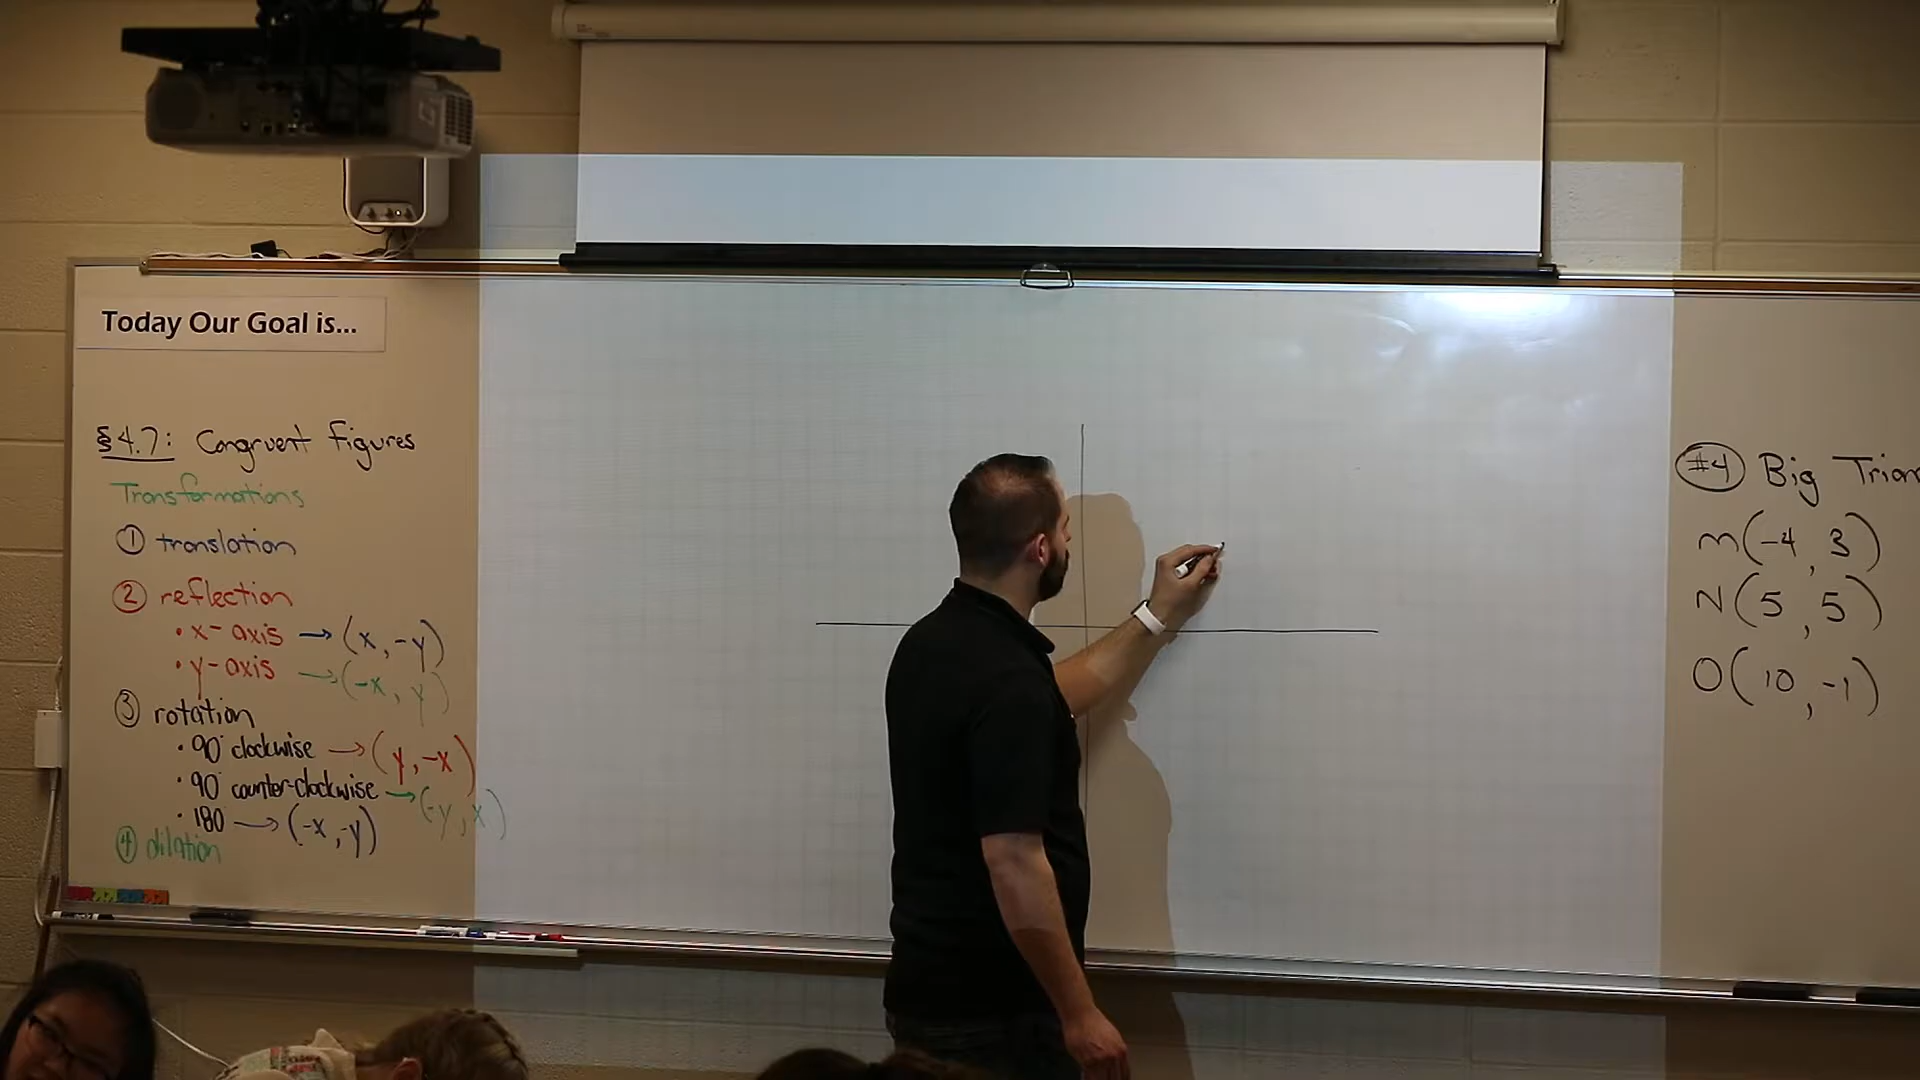 Today Our Goal is...
§4.7: Congruent Figures
Transformations
① translation
② reflection
• x-axis → (x, -y)
• y-axis → (-x, y)
③ rotation
• 90° clockwise → (y, -x)
• 90° counter-clockwise → (-y, x)
• 180 → (-x, -y)
④ dilation
#4 Big Trian
M(-4, 3)
N(5, 5)
O(10, -1)